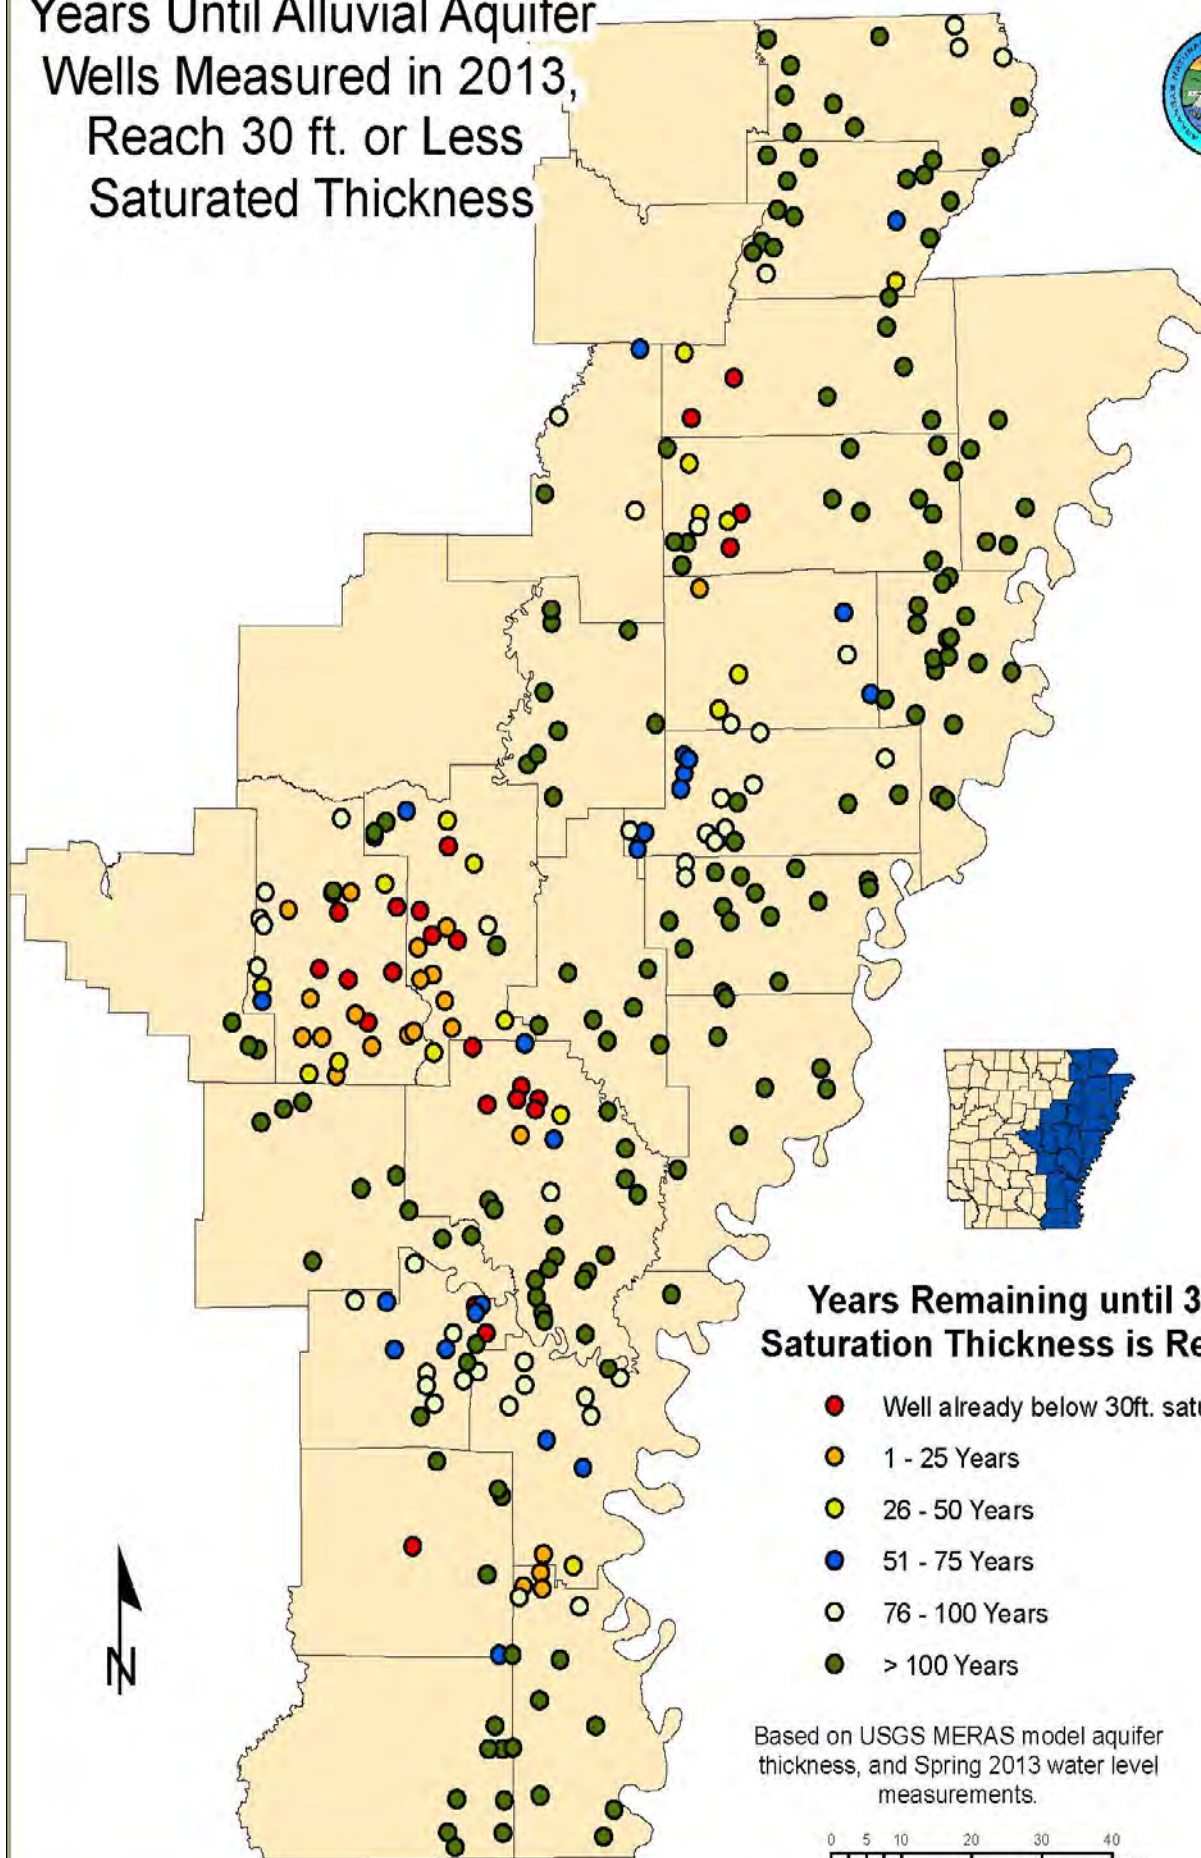 Years Until Alluvial Aquifer
Wells Measured in 2013,
Reach 30 ft. or Less
Saturated Thickness
Years Remaining until 3
Saturation Thickness is Re
Well already below 30ft. satu
1 - 25 Years
26 - 50 Years
51 - 75 Years
76 - 100 Years
> 100 Years
N
Based on USGS MERAS model aquifer
thickness, and Spring 2013 water level
measurements.
0 5 10 20 30 40